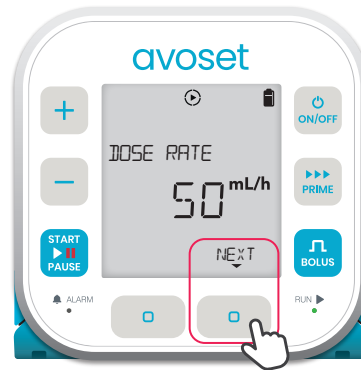 avoset
+
ON/OFF
DOSE RATE
PRIME
−
50 mL/h
START
PAUSE
NEXT
BOLUS
ALARM
RUN